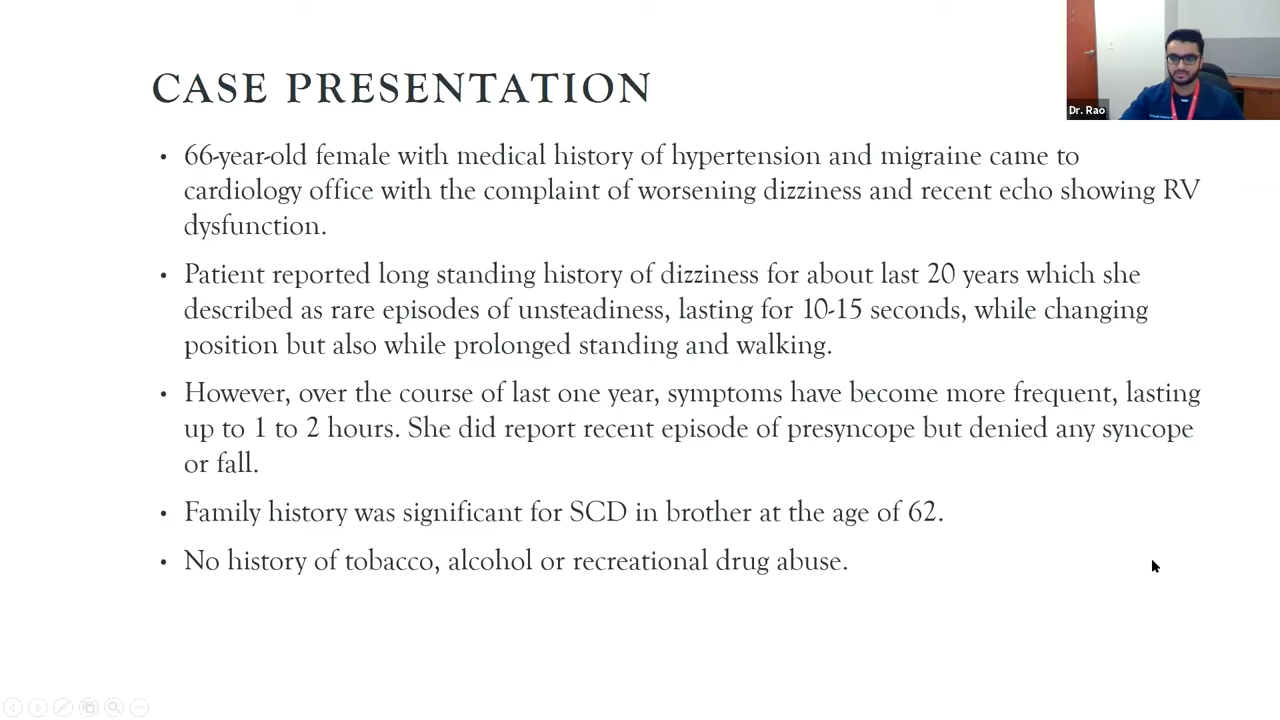 CASE PRESENTATION
Dr. Rao
• 66-year-old female with medical history of hypertension and migraine came to
cardiology office with the complaint of worsening dizziness and recent echo showing RV
dysfunction.
• Patient reported long standing history of dizziness for about last 20 years which she
described as rare episodes of unsteadiness, lasting for 10-15 seconds, while changing
position but also while prolonged standing and walking.
• However, over the course of last one year, symptoms have become more frequent, lasting
up to 1 to 2 hours. She did report recent episode of presyncope but denied any syncope
or fall.
• Family history was significant for SCD in brother at the age of 62.
• No history of tobacco, alcohol or recreational drug abuse.